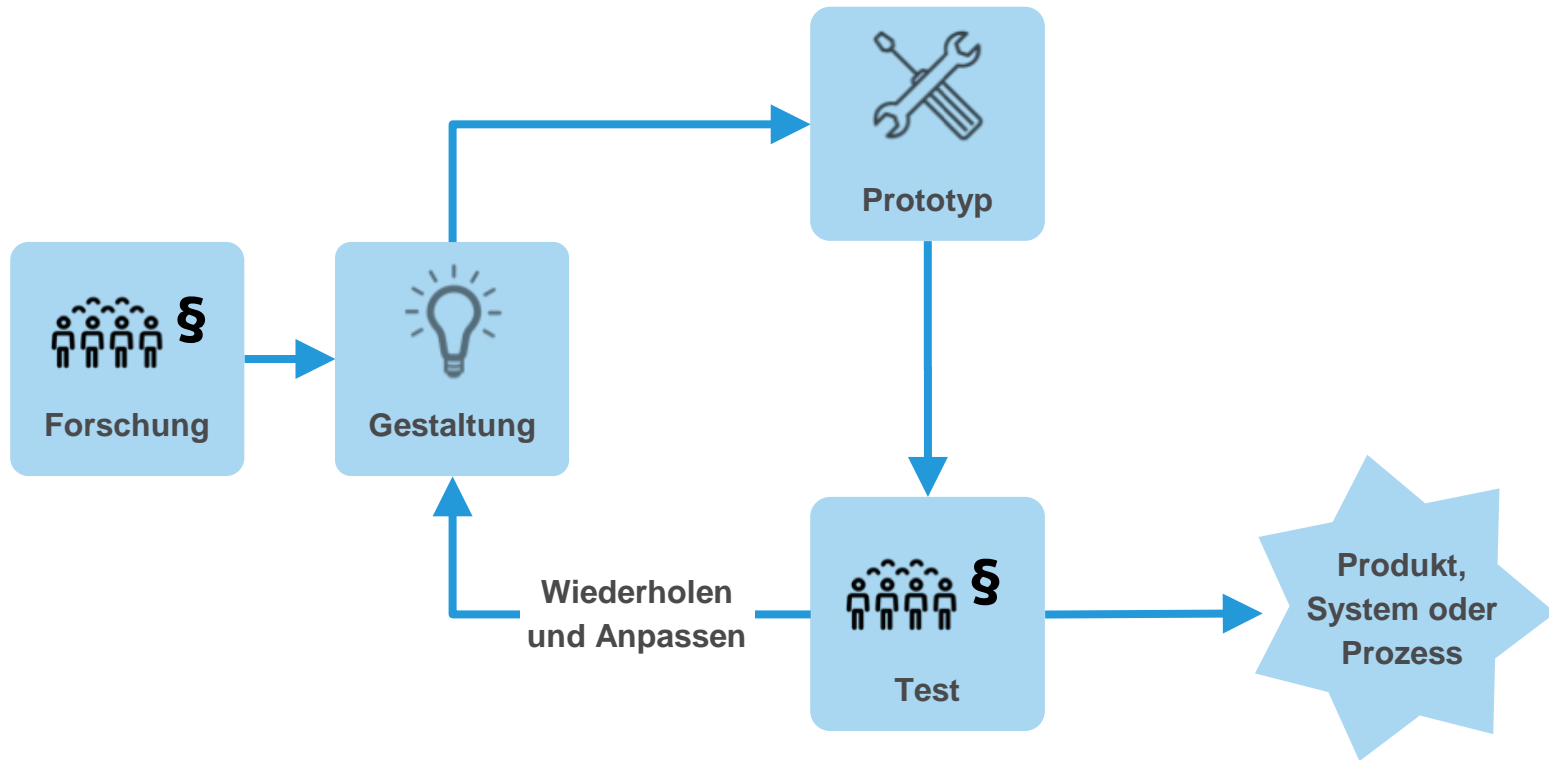 Prototyp
§
Forschung
Gestaltung
Wiederholen
und Anpassen
§
Test
Produkt,
System oder
Prozess